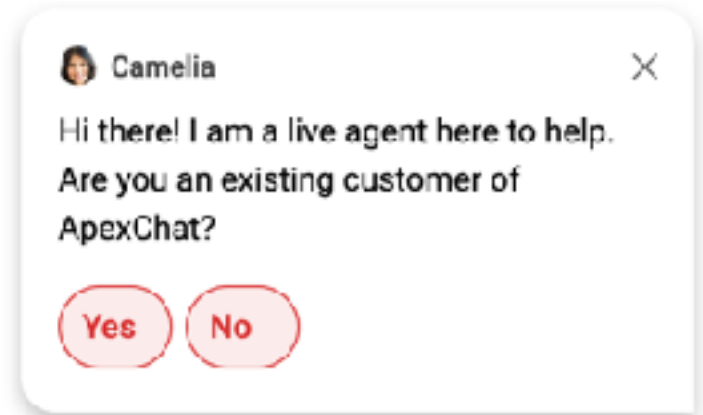 Camelia
Hi there! I am a live agent here to help.
Are you an existing customer of
ApexChat?
Yes No